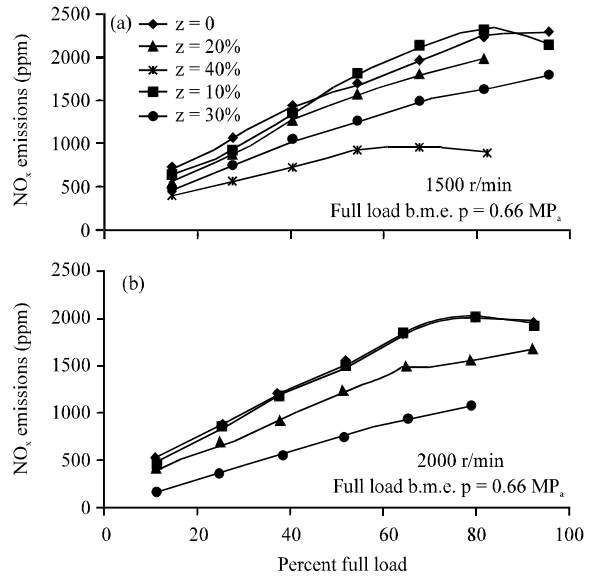 (a)
z = 0
z = 20%
z = 40%
z = 10%
z = 30%
2500
2000
1500
1000
500
0
NOx emissions (ppm)
1500 r/min
Full load b.m.e. p = 0.66 MPa
(b)
2500
2000
1500
1000
500
0
NOx emissions (ppm)
2000 r/min
Full load b.m.e. p = 0.66 MPa
0 20 40 60 80 100
Percent full load